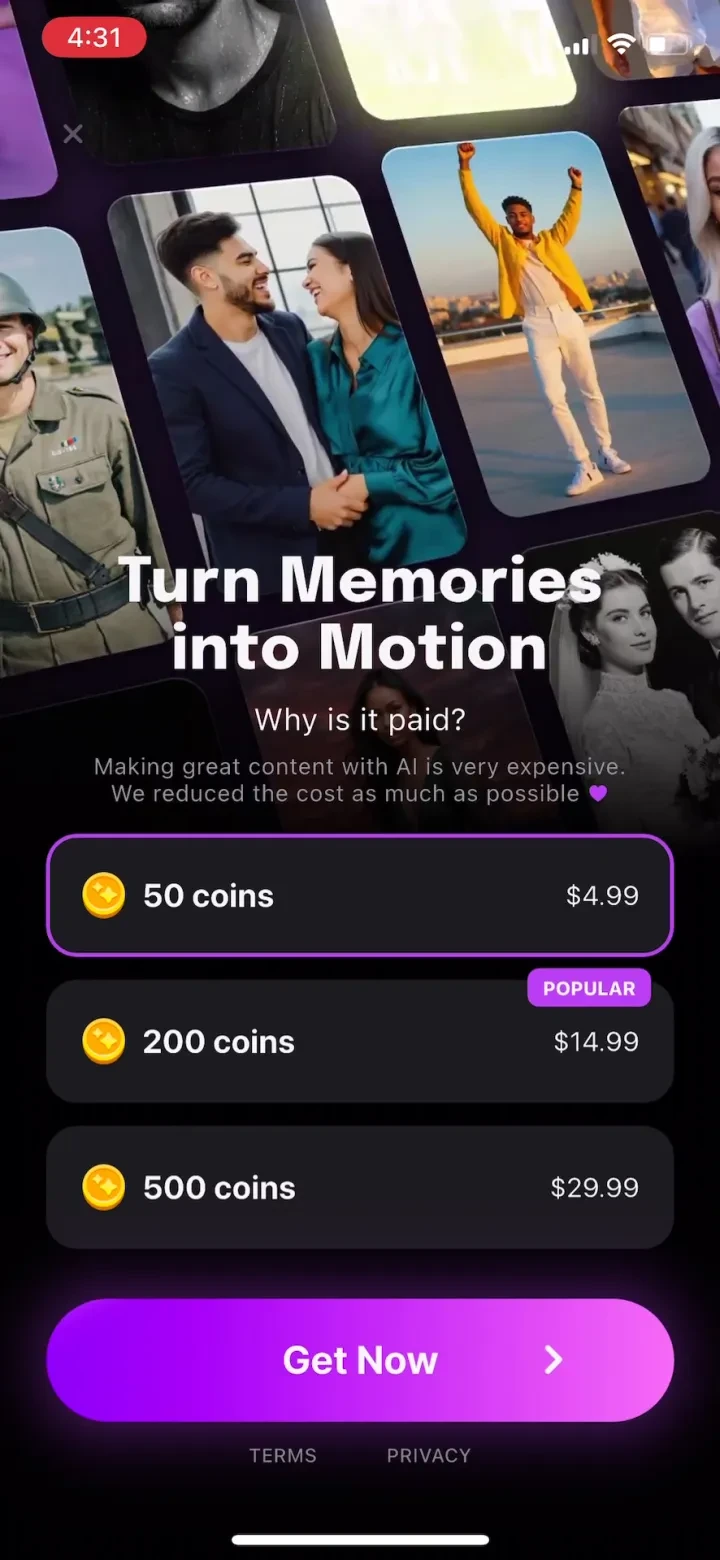 4:31
Turn Memories
into Motion
Why is it paid?
Making great content with AI is very expensive.
We reduced the cost as much as possible 💜
50 coins
$4.99
POPULAR
200 coins
$14.99
500 coins
$29.99
Get Now
TERMS
PRIVACY